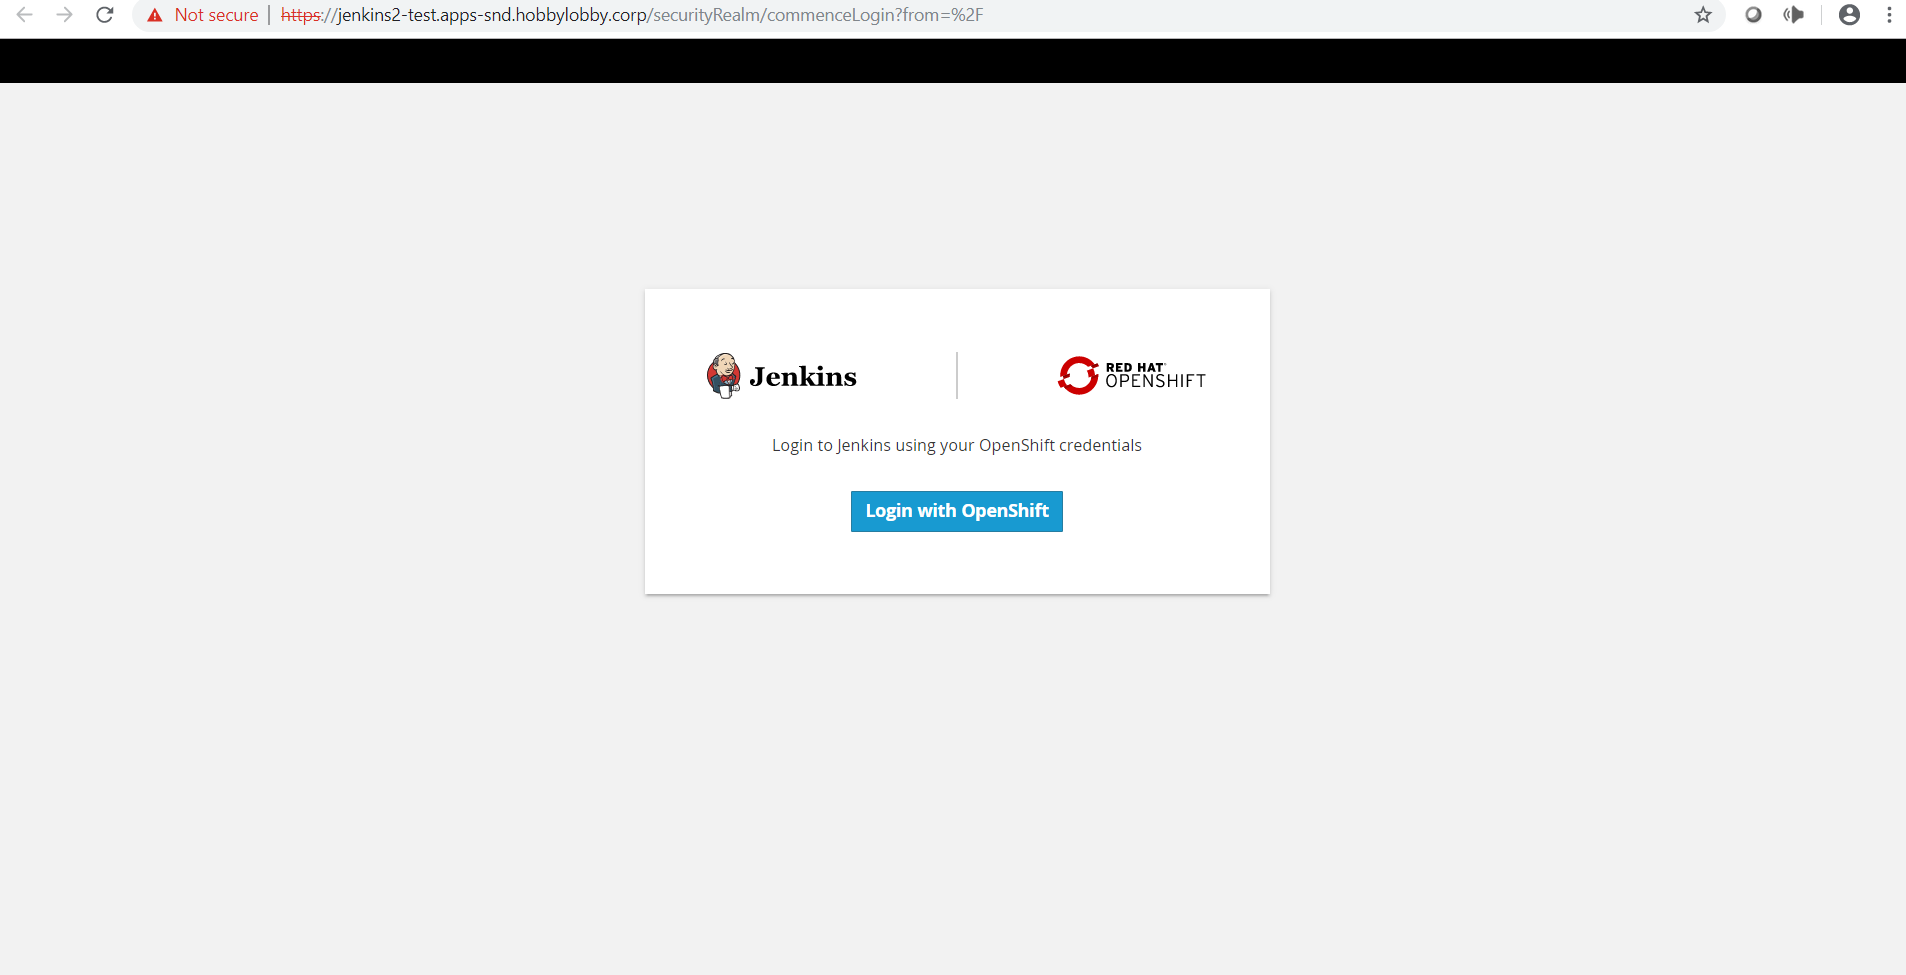 Not secure | https://jenkins2-test.apps-snd.hobbylobby.corp/securityRealm/commenceLogin?from=%2F
Jenkins
RED HAT
OPENSHIFT
Login to Jenkins using your OpenShift credentials
Login with OpenShift